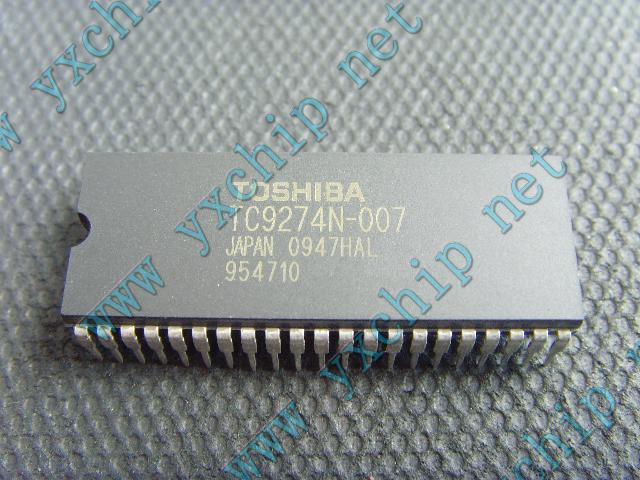 TOSHIBA
TC9274N-007
JAPAN 0947HAL
954710
www yxchip net
www yxchip net
www yxchip net